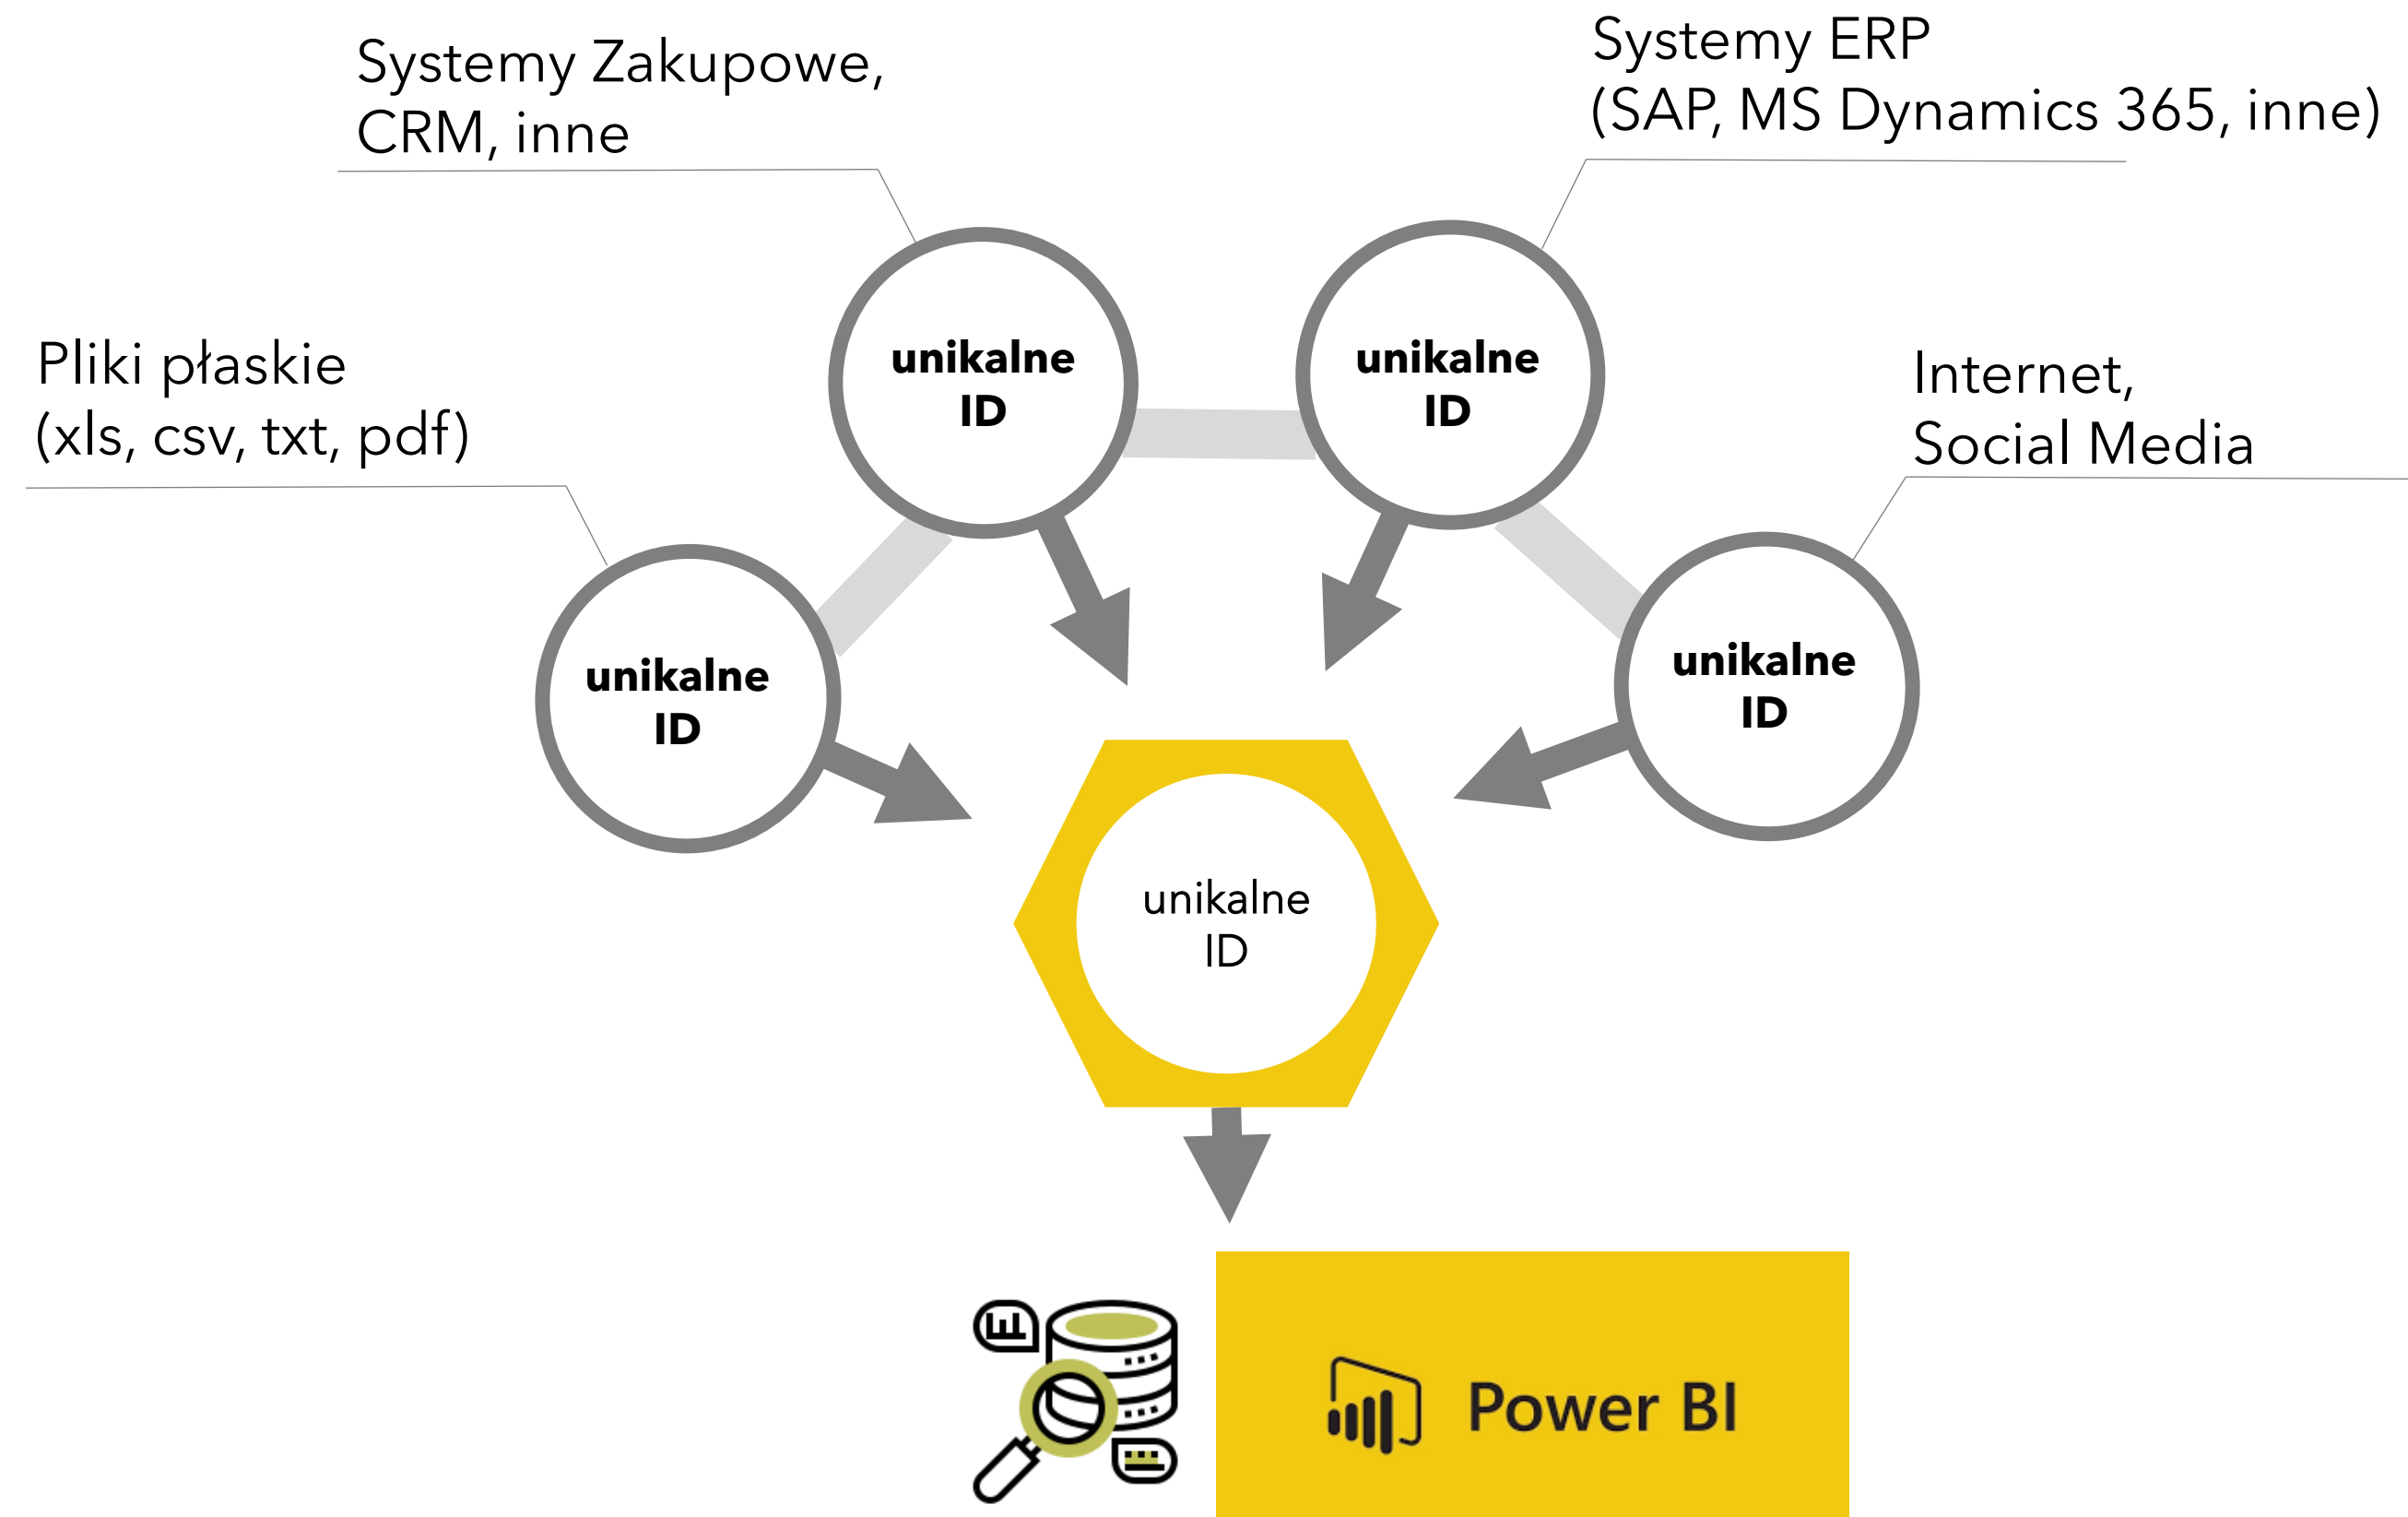 Systemy Zakupowe,
CRM, inne
Systemy ERP
(SAP, MS Dynamics 365, inne)
Pliki płaskie
(xls, csv, txt, pdf)
Internet,
Social Media
unikalne
ID
unikalne
ID
unikalne
ID
unikalne
ID
unikalne
ID
Power BI